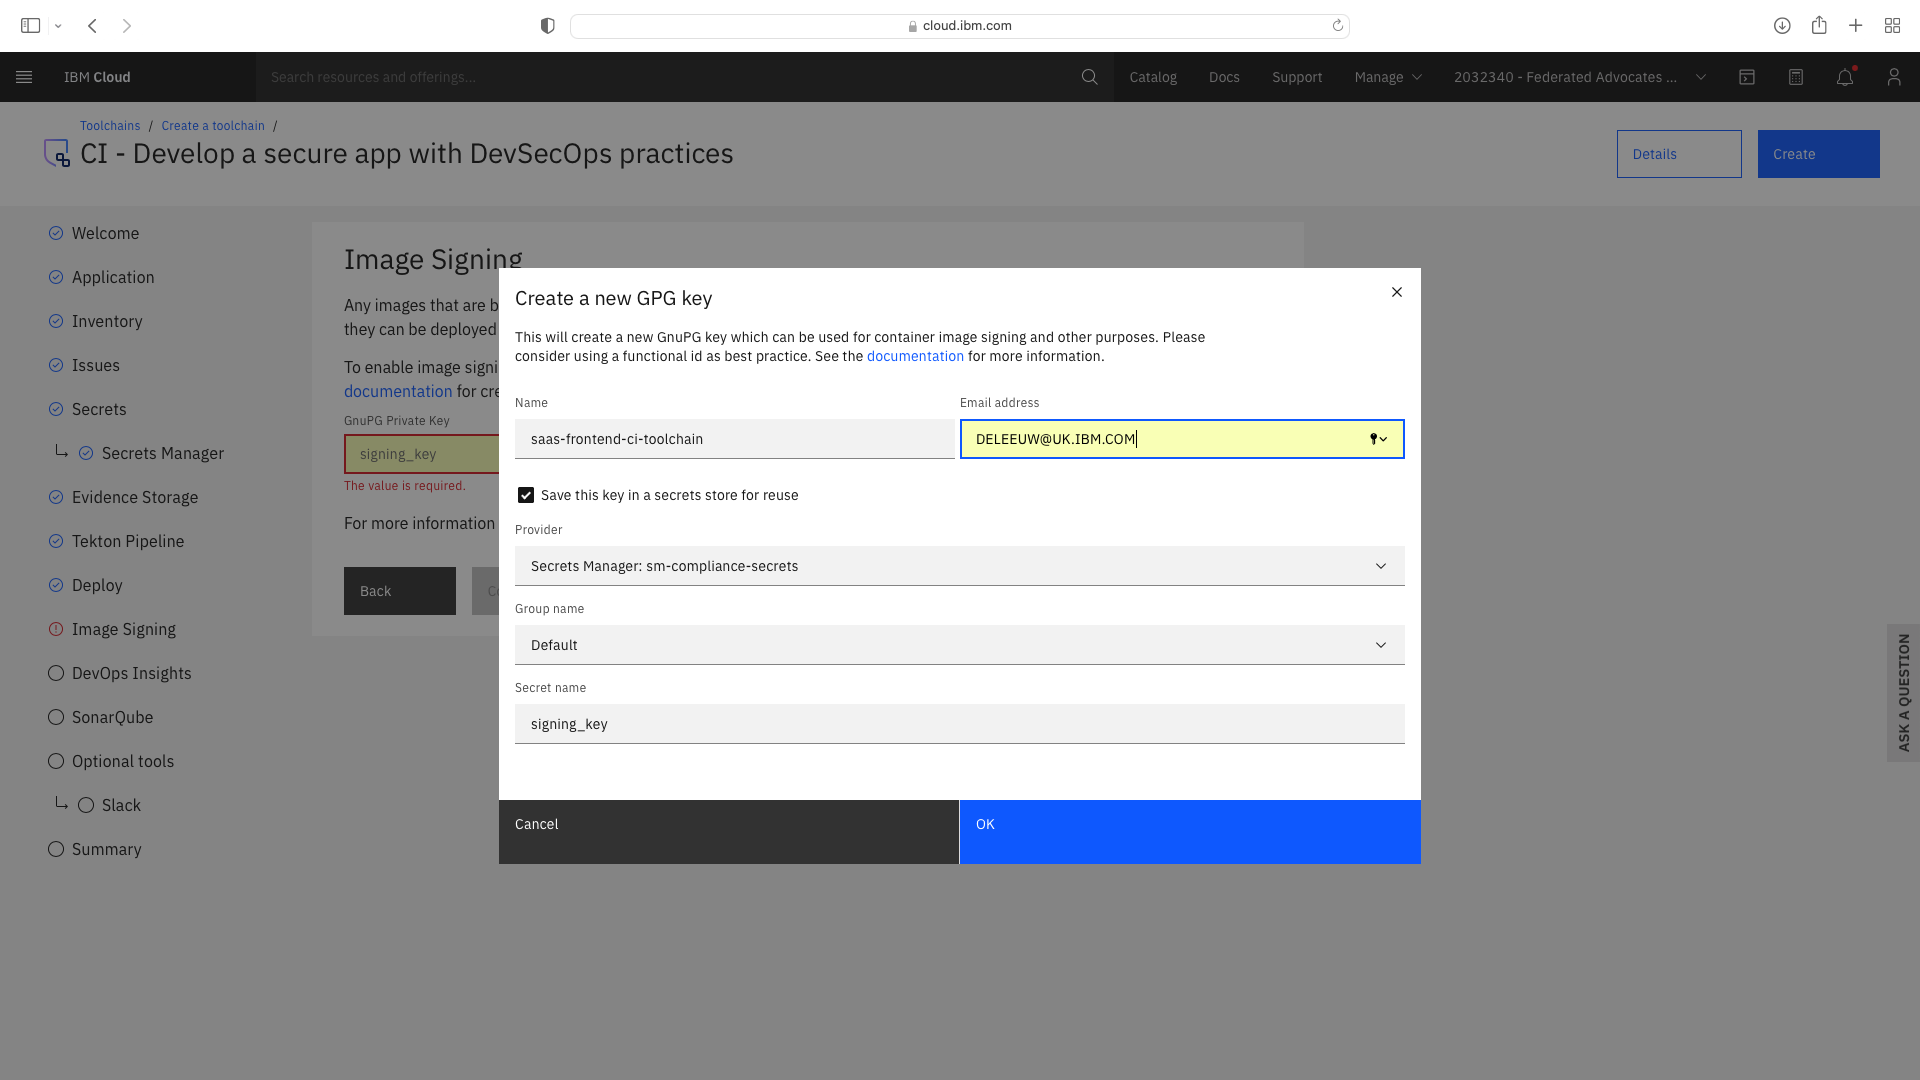 cloud.ibm.com
IBM Cloud
Search resources and offerings...
Catalog
Docs
Support
Manage
2032340 - Federated Advocates ...
Toolchains / Create a toolchain /
CI - Develop a secure app with DevSecOps practices
Details
Create
Welcome
Application
Inventory
Issues
Secrets
Secrets Manager
Evidence Storage
Tekton Pipeline
Deploy
Image Signing
DevOps Insights
SonarQube
Optional tools
Slack
Summary
Image Signing
Any images that are b
they can be deployed
To enable image signi
documentation for cre
GnuPG Private Key
signing_key
The value is required.
For more information
Back
Create a new GPG key
This will create a new GnuPG key which can be used for container image signing and other purposes. Please
consider using a functional id as best practice. See the documentation for more information.
Name
Email address
saas-frontend-ci-toolchain
DELEEUW@UK.IBM.COM
Save this key in a secrets store for reuse
Provider
Secrets Manager: sm-compliance-secrets
Group name
Default
Secret name
signing_key
Cancel
OK
ASK A QUESTION